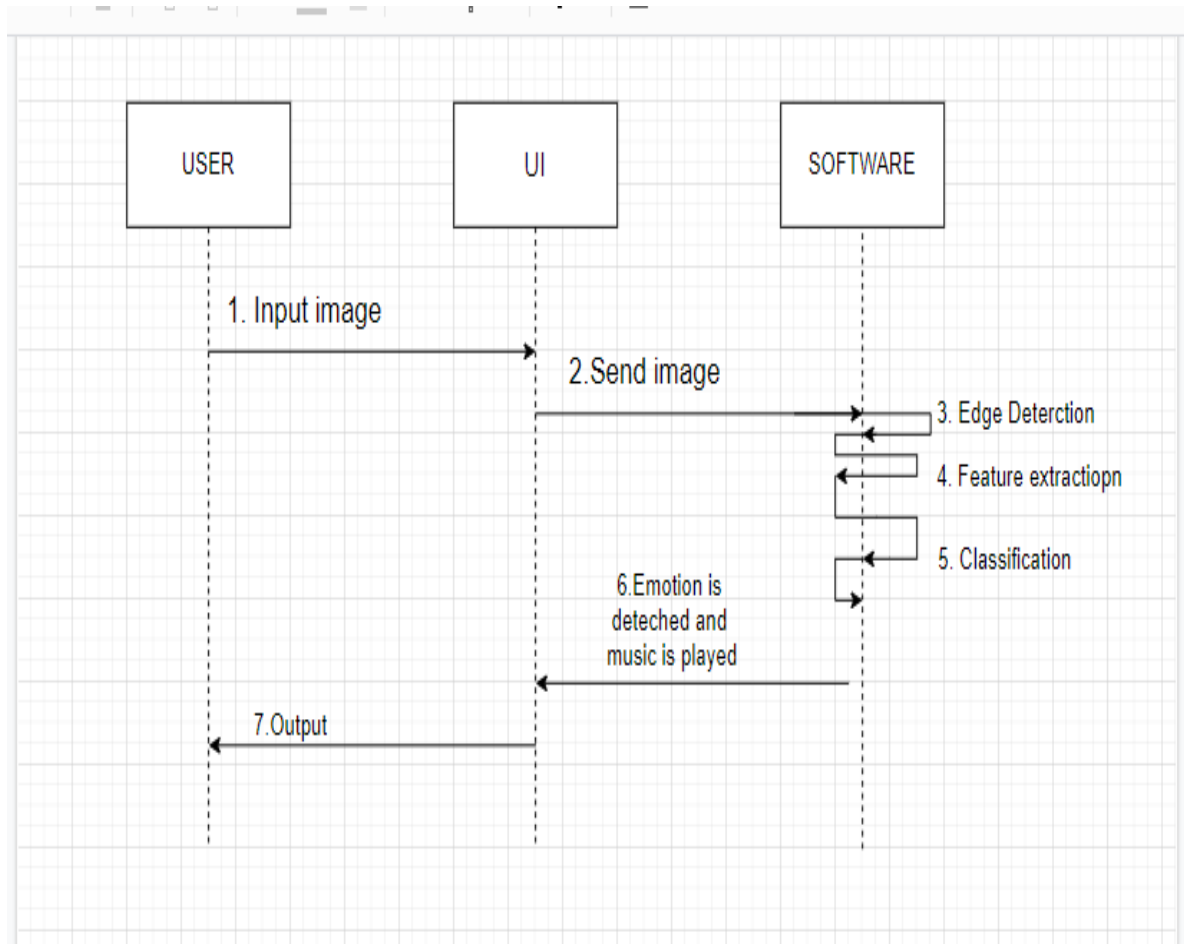 USER
UI
SOFTWARE
1. Input image
2.Send image
3. Edge Deterction
4. Feature extractiopn
5. Classification
6.Emotion is
deteched and
music is played
7.Output